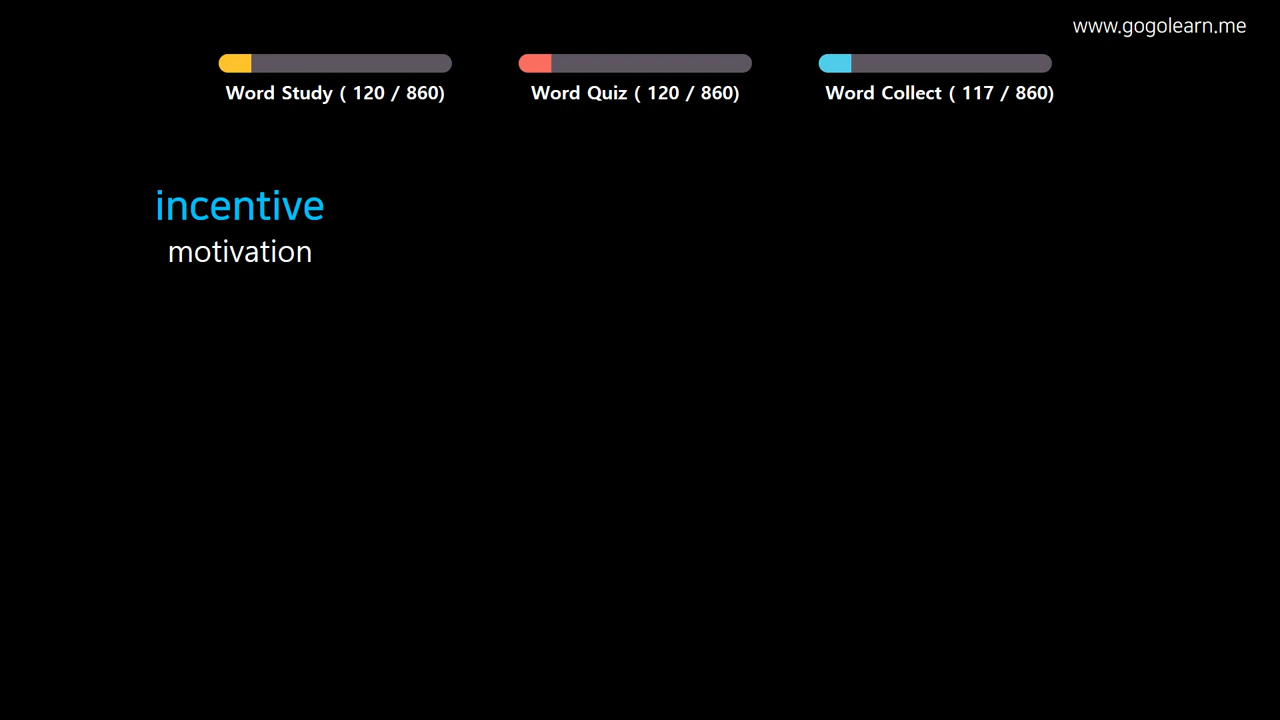 www.gogolearn.me
Word Study ( 120 / 860)
Word Quiz ( 120 / 860)
Word Collect ( 117 / 860)
incentive
motivation